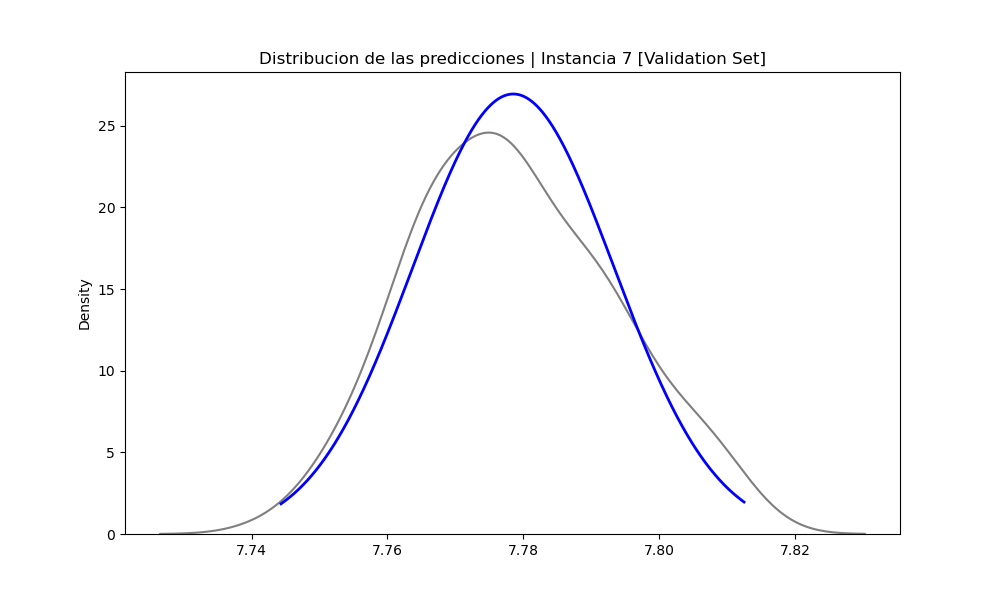 Distribucion de las predicciones | Instancia 7 [Validation Set]
Density
25
20
15
10
5
0
7.74 7.76 7.78 7.80 7.82